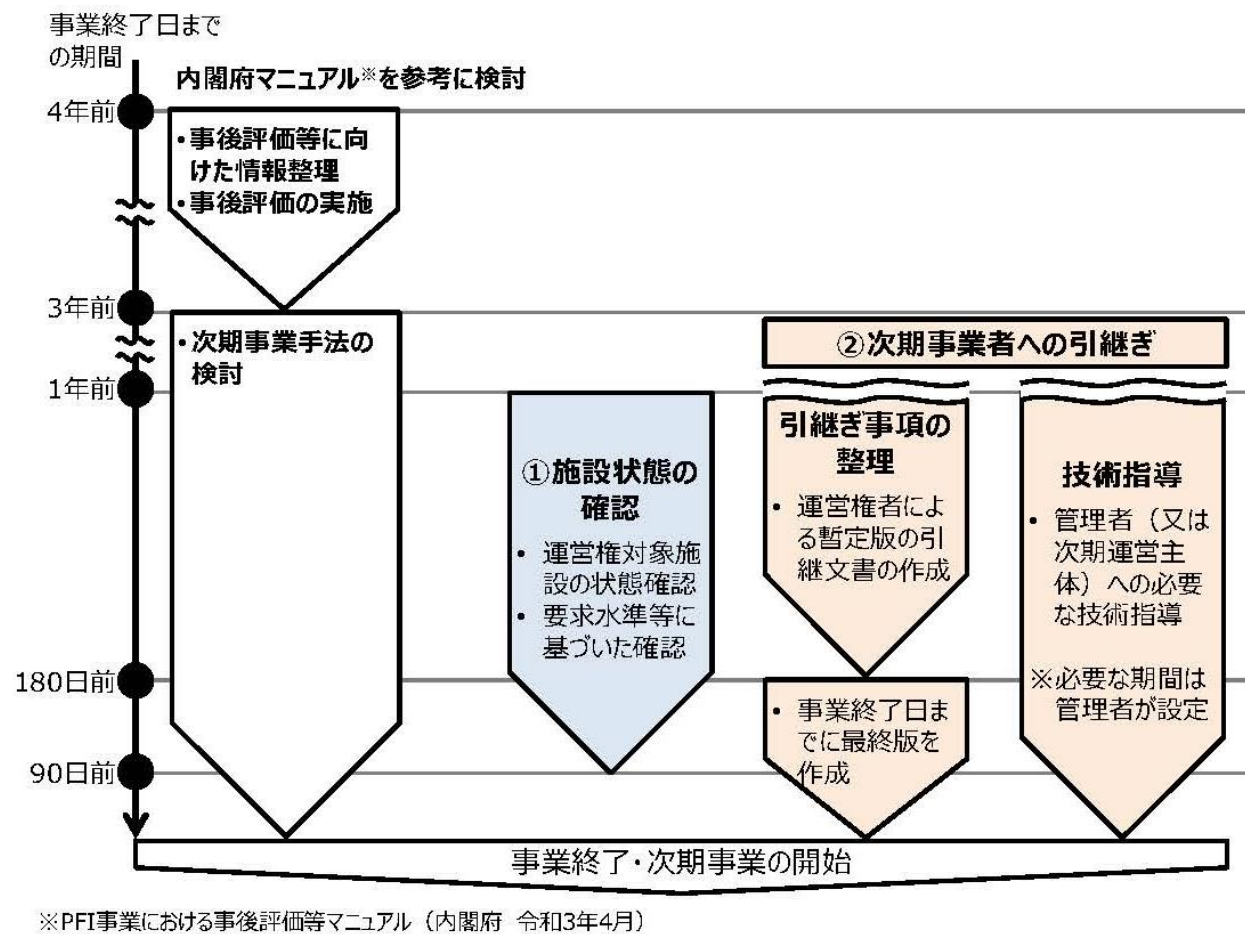 事業終了日まで
の期間
内閣府マニュアル※を参考に検討
4年前
・事後評価等に向
けた情報整理
・事後評価の実施
3年前
・次期事業手法の
検討
②次期事業者への引継ぎ
1年前
①施設状態の
確認
• 運営権対象施
設の状態確認
• 要求水準等に
基づいた確認
引継ぎ事項の
整理
• 運営権者によ
る暫定版の引
継文書の作成
技術指導
• 管理者（又は
次期運営主
体）への必要
な技術指導
※必要な期間は
管理者が設定
180日前
• 事業終了日ま
でに最終版を
作成
90日前
事業終了・次期事業の開始
※PFI事業における事後評価等マニュアル（内閣府 令和3年4月）